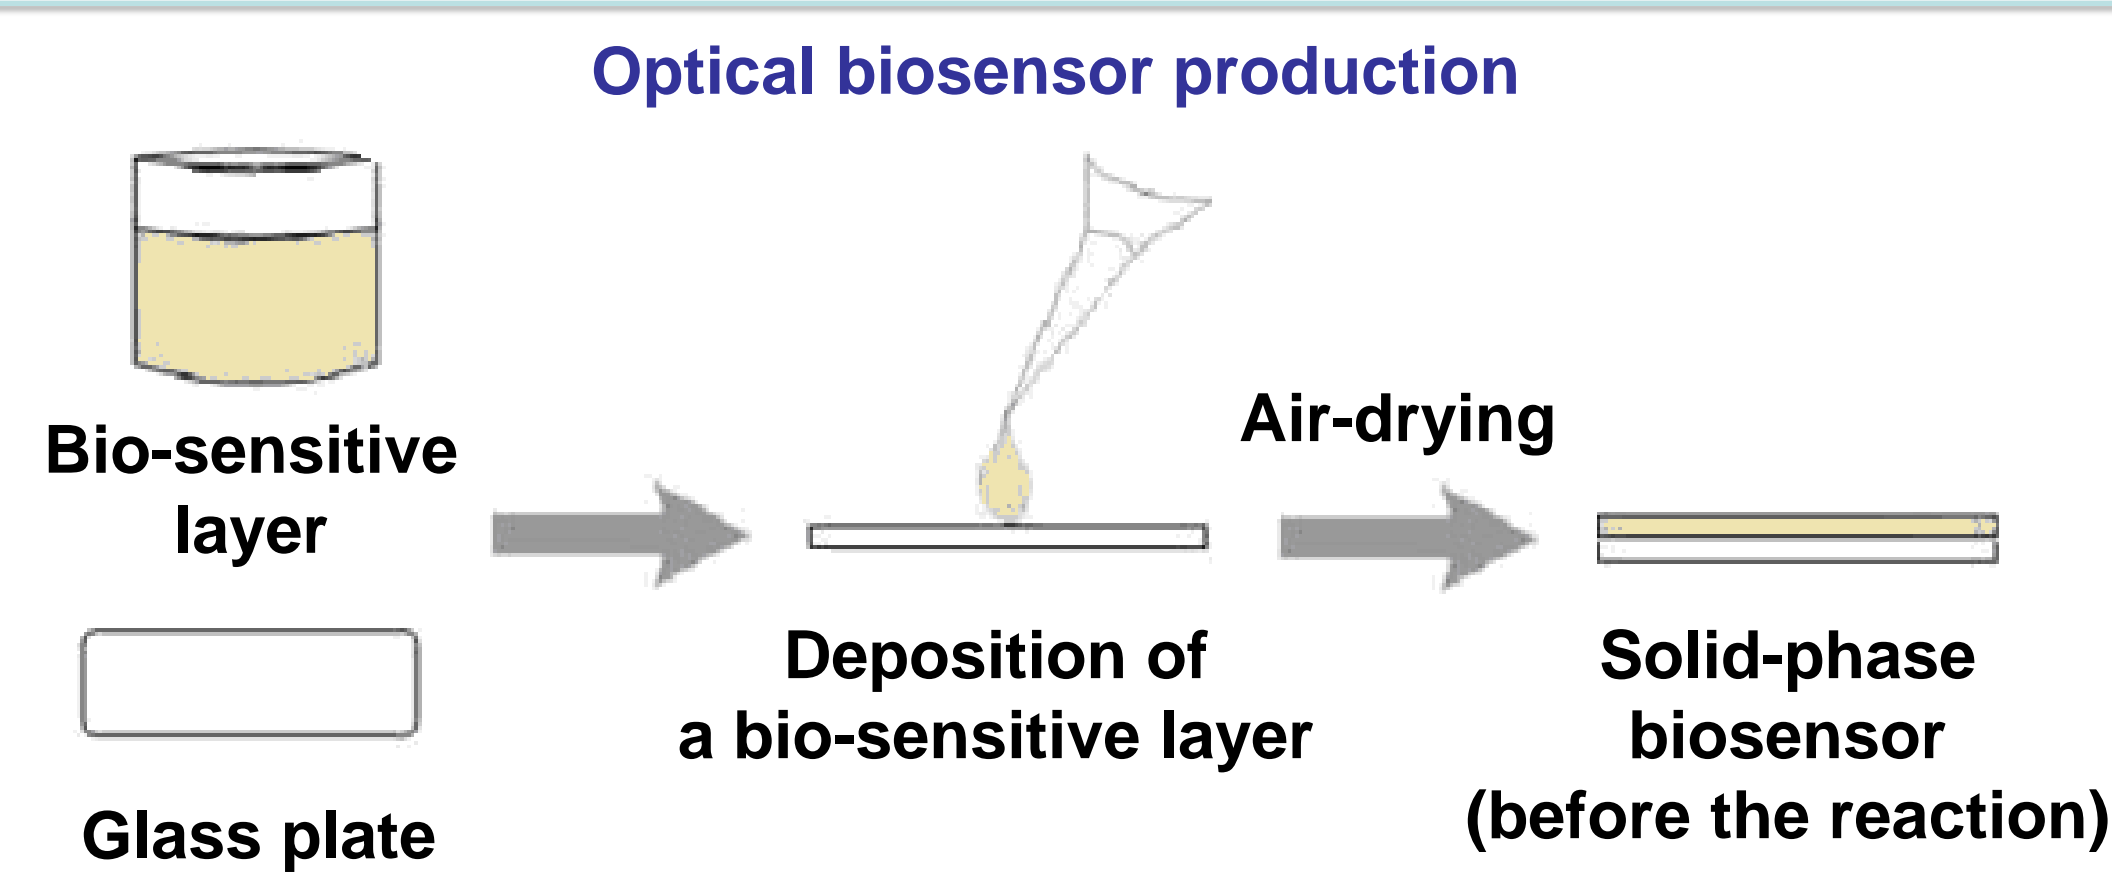 Optical biosensor production
Bio-sensitive
layer
Glass plate
Deposition of
a bio-sensitive layer
Air-drying
Solid-phase
biosensor
(before the reaction)